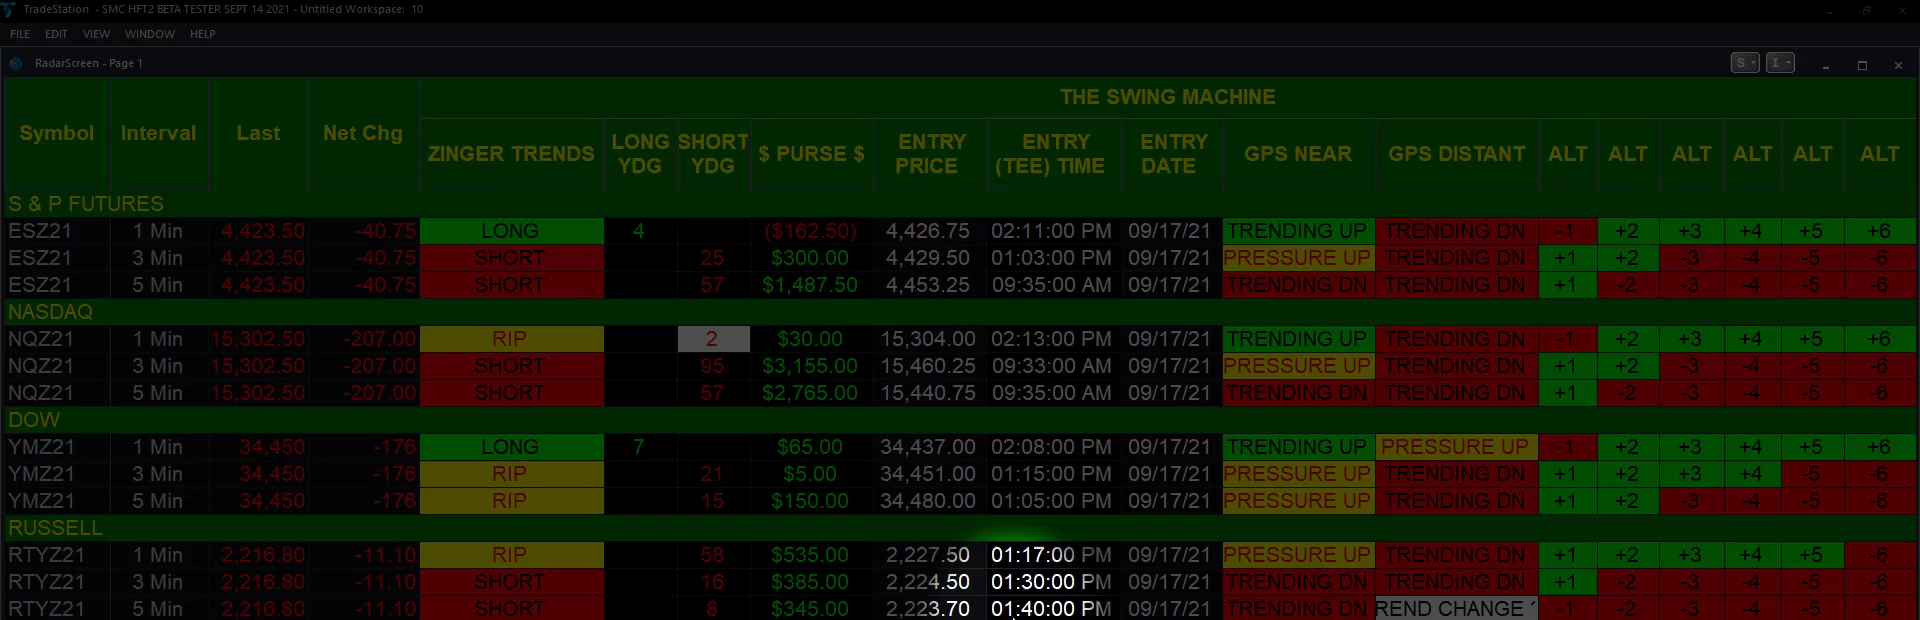 TradeStation - SMC HFT2 BETA TESTER SEPT 14 2021 - Untitled Workspace: 10
FILE EDIT VIEW WINDOW HELP
RadarScreen - Page 1 S I
THE SWING MACHINE
Symbol Interval Last Net Chg ZINGER TRENDS LONG YDG SHORT YDG $ PURSE $ ENTRY PRICE ENTRY (TEE) TIME ENTRY DATE GPS NEAR GPS DISTANT ALT ALT ALT ALT ALT ALT
S & P FUTURES
ESZ21 1 Min 4,423.50 -40.75 LONG 4 ($162.50) 4,426.75 02:11:00 PM 09/17/21 TRENDING UP TRENDING DN -1 +2 +3 +4 +5 +6
ESZ21 3 Min 4,423.50 -40.75 SHORT 25 $300.00 4,429.50 01:03:00 PM 09/17/21 PRESSURE UP TRENDING DN +1 +2 -3 -4 -5 -6
ESZ21 5 Min 4,423.50 -40.75 SHORT 57 $1,487.50 4,453.25 09:35:00 AM 09/17/21 TRENDING DN TRENDING DN +1 -2 -3 -4 -5 -6
NASDAQ
NQZ21 1 Min 15,302.50 -207.00 RIP 2 $30.00 15,304.00 02:13:00 PM 09/17/21 TRENDING UP TRENDING DN -1 +2 +3 +4 +5 +6
NQZ21 3 Min 15,302.50 -207.00 SHORT 95 $3,155.00 15,460.25 09:33:00 AM 09/17/21 PRESSURE UP TRENDING DN +1 +2 -3 -4 -5 -6
NQZ21 5 Min 15,302.50 -207.00 SHORT 57 $2,765.00 15,440.75 09:35:00 AM 09/17/21 TRENDING DN TRENDING DN +1 -2 -3 -4 -5 -6
DOW
YMZ21 1 Min 34,450 -176 LONG 7 $65.00 34,437.00 02:08:00 PM 09/17/21 TRENDING UP PRESSURE UP -1 +2 +3 +4 +5 +6
YMZ21 3 Min 34,450 -176 RIP 21 $5.00 34,451.00 01:15:00 PM 09/17/21 PRESSURE UP TRENDING DN +1 +2 +3 +4 -5 -6
YMZ21 5 Min 34,450 -176 RIP 15 $150.00 34,480.00 01:05:00 PM 09/17/21 PRESSURE UP TRENDING DN +1 +2 -3 -4 -5 -6
RUSSELL
RTYZ21 1 Min 2,216.80 -11.10 RIP 58 $535.00 2,227.50 01:17:00 PM 09/17/21 PRESSURE UP TRENDING DN +1 +2 +3 +4 +5 -6
RTYZ21 3 Min 2,216.80 -11.10 SHORT 16 $385.00 2,224.50 01:30:00 PM 09/17/21 TRENDING DN TRENDING DN +1 -2 -3 -4 -5 -6
RTYZ21 5 Min 2,216.80 -11.10 SHORT 8 $345.00 2,223.70 01:40:00 PM 09/17/21 TRENDING DN REND CHANGE -1 -2 -3 -4 -5 -6